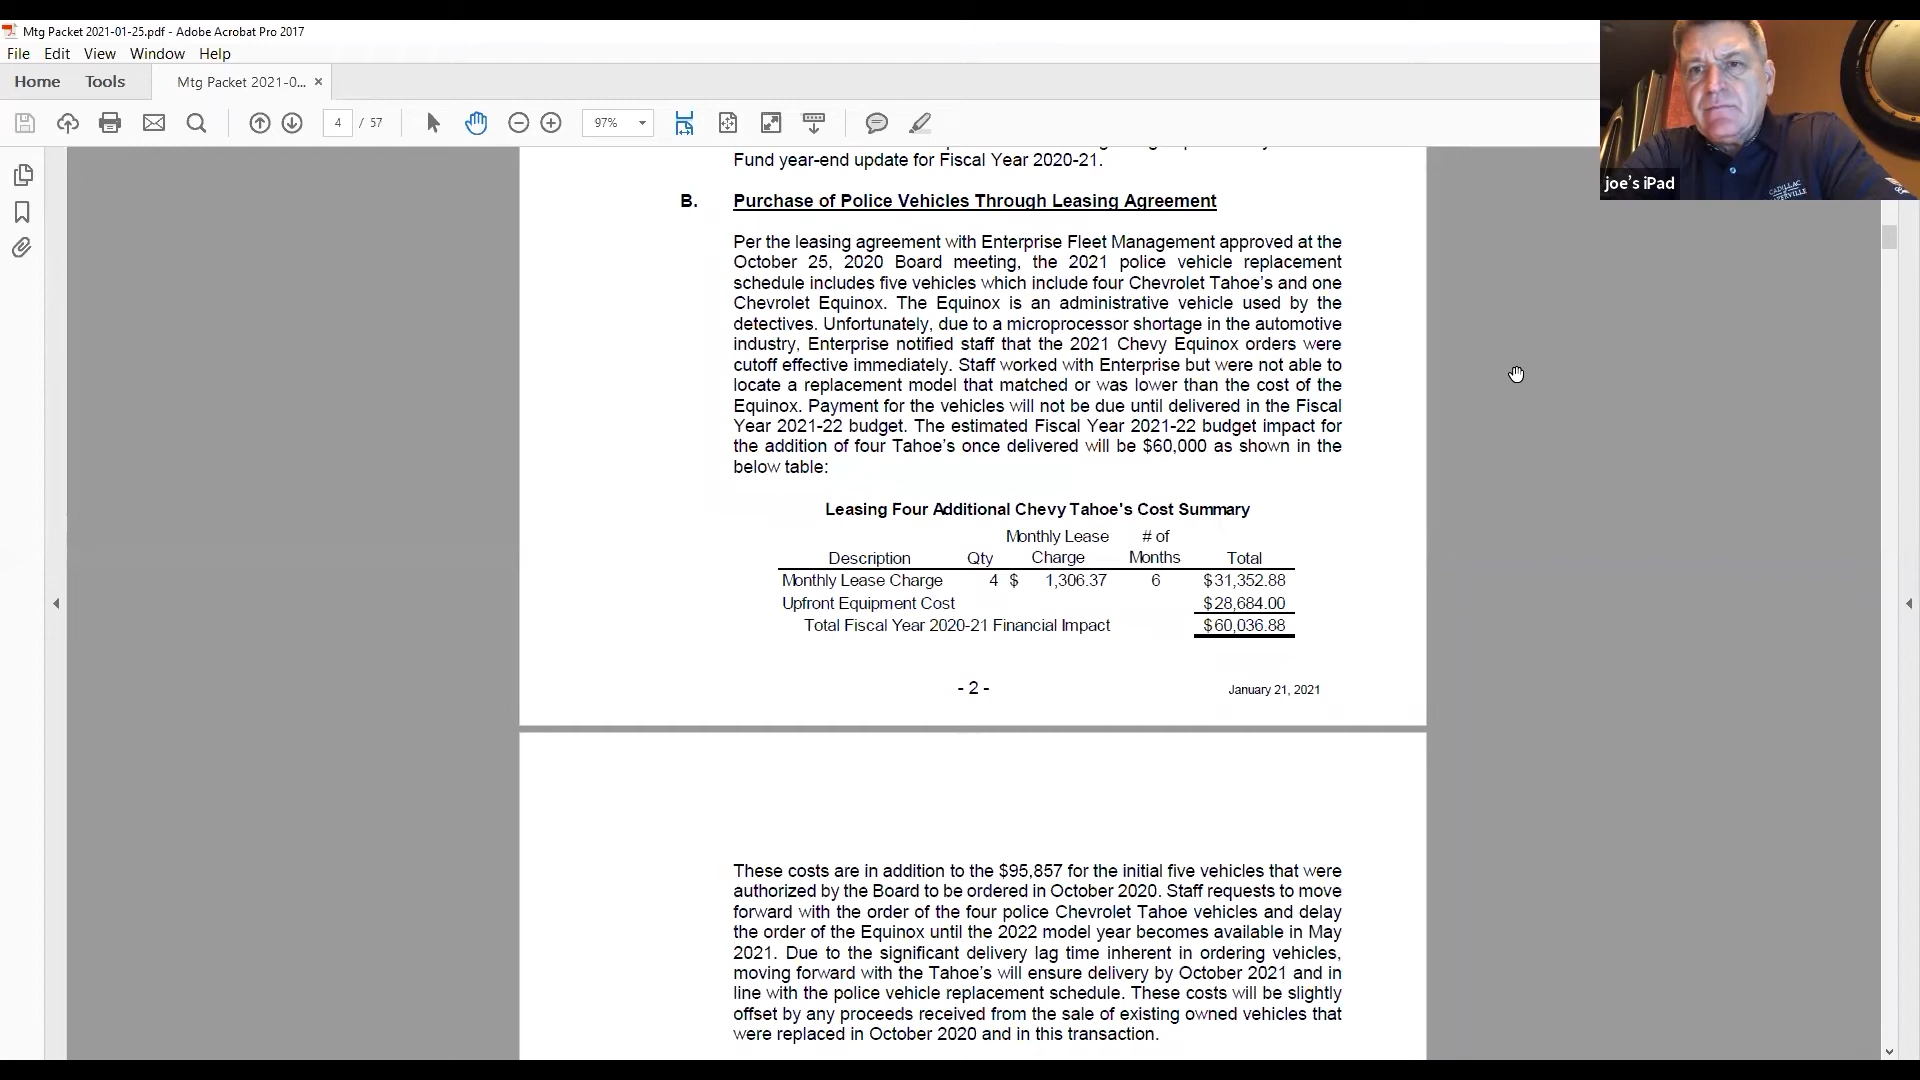 Mtg Packet 2021-01-25.pdf - Adobe Acrobat Pro 2017
File Edit View Window Help
Home Tools Mtg Packet 2021-0... ×
4 / 57 97%
joe's iPad
CADILLAC
Fund year-end update for Fiscal Year 2020-21.
B. Purchase of Police Vehicles Through Leasing Agreement
Per the leasing agreement with Enterprise Fleet Management approved at the
October 25, 2020 Board meeting, the 2021 police vehicle replacement
schedule includes five vehicles which include four Chevrolet Tahoe's and one
Chevrolet Equinox. The Equinox is an administrative vehicle used by the
detectives. Unfortunately, due to a microprocessor shortage in the automotive
industry, Enterprise notified staff that the 2021 Chevy Equinox orders were
cutoff effective immediately. Staff worked with Enterprise but were not able to
locate a replacement model that matched or was lower than the cost of the
Equinox. Payment for the vehicles will not be due until delivered in the Fiscal
Year 2021-22 budget. The estimated Fiscal Year 2021-22 budget impact for
the addition of four Tahoe's once delivered will be $60,000 as shown in the
below table:
Leasing Four Additional Chevy Tahoe's Cost Summary
Monthly Lease # of
Description Qty Charge Months Total
Monthly Lease Charge 4 $ 1,306.37 6 $31,352.88
Upfront Equipment Cost $28,684.00
Total Fiscal Year 2020-21 Financial Impact $60,036.88
- 2 - January 21, 2021
These costs are in addition to the $95,857 for the initial five vehicles that were
authorized by the Board to be ordered in October 2020. Staff requests to move
forward with the order of the four police Chevrolet Tahoe vehicles and delay
the order of the Equinox until the 2022 model year becomes available in May
2021. Due to the significant delivery lag time inherent in ordering vehicles,
moving forward with the Tahoe's will ensure delivery by October 2021 and in
line with the police vehicle replacement schedule. These costs will be slightly
offset by any proceeds received from the sale of existing owned vehicles that
were replaced in October 2020 and in this transaction.